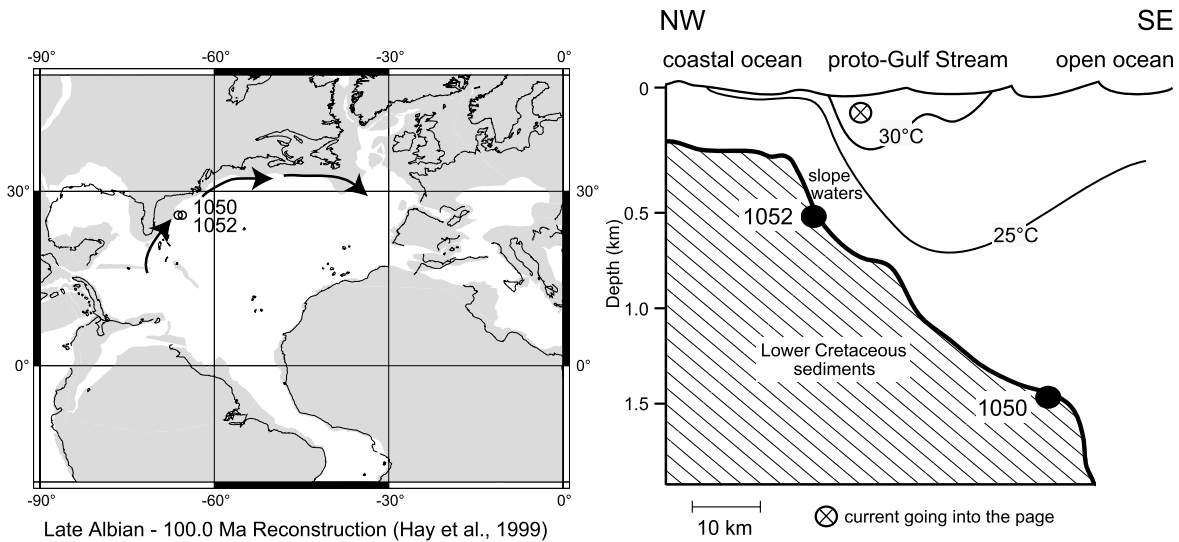 -90°
-60°
-30°
0°
30°
30°
1050
1052
0°
0°
-90°
-60°
-30°
0°
Late Albian - 100.0 Ma Reconstruction (Hay et al., 1999)
NW
SE
coastal ocean
proto-Gulf Stream
open ocean
0
30°C
slope
waters
0.5
1052
25°C
Depth (km)
1.0
Lower Cretaceous
sediments
1.5
1050
10 km
current going into the page